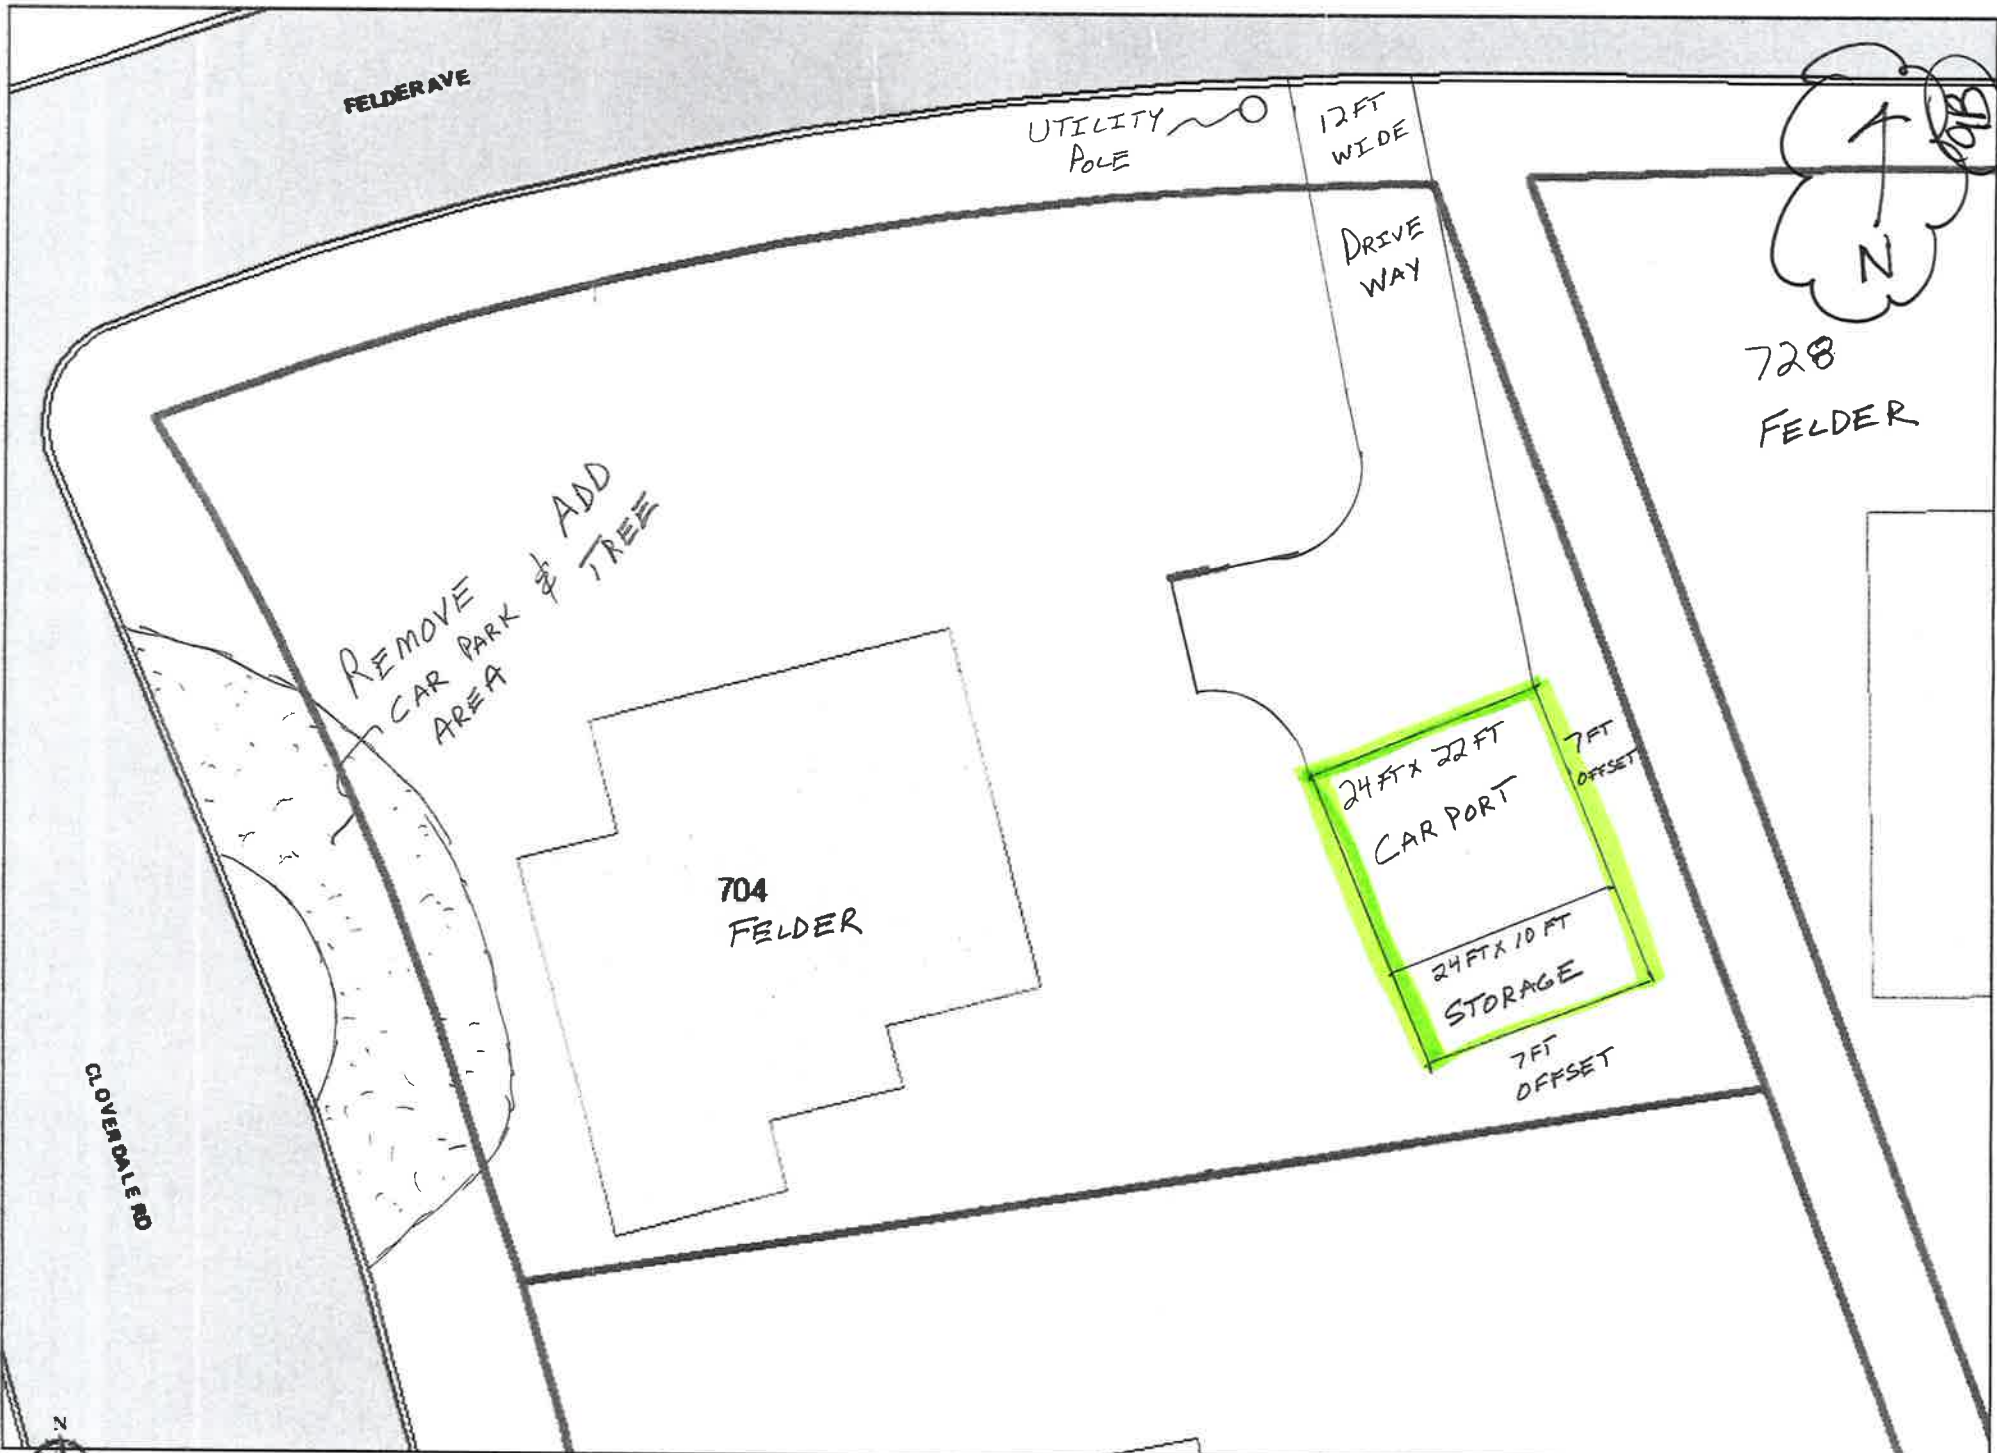 FELDER AVE
UTILITY
POLE
12 FT
WIDE
DRIVE
WAY
N
728
FELDER
REMOVE
CAR PARK & ADD
AREA TREE
24 FT X 22 FT
CAR PORT
7 FT
OFFSET
704
FELDER
24 FT X 10 FT
STORAGE
7 FT
OFFSET
CLOVERDALE RD
N